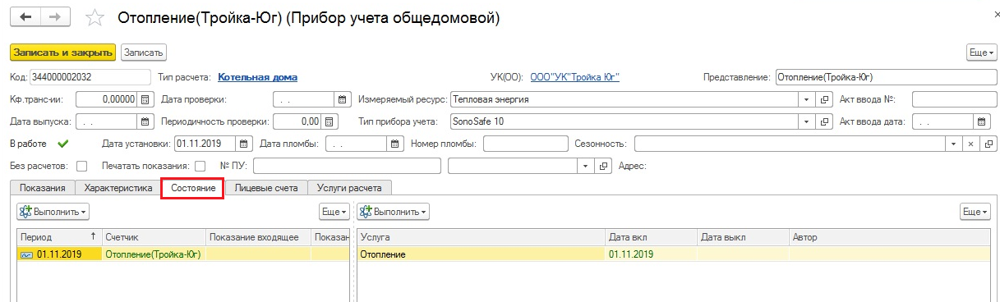 Отопление(Тройка-Юг) (Прибор учета общедомовой)
Записать и закрыть Записать Еще
Код: 344000002032 Тип расчета: Котельная дома УК(ОО): ООО"УК"Тройка Юг" Представление: Отопление(Тройка-Юг)
Кф.транс-ии: 0,00000 Дата проверки: . . Измеряемый ресурс: Тепловая энергия Акт ввода №:
Дата выпуска: . . Периодичность проверки: 0,00 Тип прибора учета: SonoSafe 10 Акт ввода дата: . .
В работе Дата установки: 01.11.2019 Дата пломбы: . . Номер пломбы: Сезонность:
Без расчетов: Печатать показания: № ПУ: Адрес:
Показания Характеристика Состояние Лицевые счета Услуги расчета
Выполнить Еще Выполнить Еще
Период Счетчик Показание входящее Показан Услуга Дата вкл Дата выкл Автор
01.11.2019 Отопление(Тройка-Юг) Отопление 01.11.2019